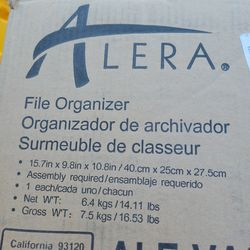 ALERA®
File Organizer
Organizador de archivador
Surmeuble de classeur
• 15.7in x 9.8in x 10.8in / 40.cm x 25cm x 27.5cm
• Assembly required/ensamblaje requerido
• 1 each/cada uno/chacun
• Net WT: 6.4 kgs / 14.11 lbs
• Gross WT: 7.5 kgs / 16.53 lbs
California 93120